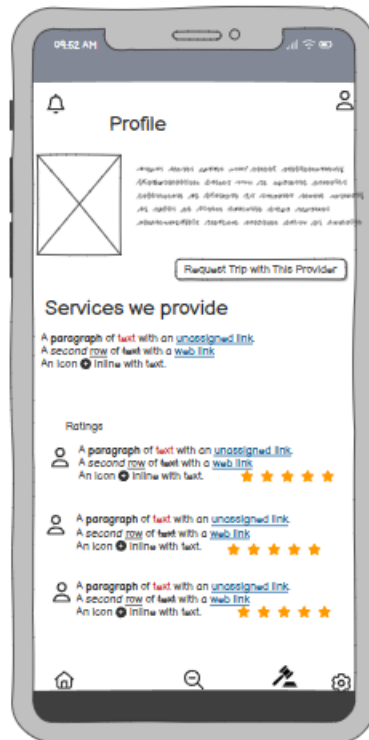 09:52 AM
Profile
Request Trip with This Provider
Services we provide
A paragraph of text with an unassigned link.
A second row of text with a web link
An icon inline with text.
Ratings
A paragraph of text with an unassigned link.
A second row of text with a web link
An icon inline with text.
A paragraph of text with an unassigned link.
A second row of text with a web link
An icon inline with text.
A paragraph of text with an unassigned link.
A second row of text with a web link
An icon inline with text.